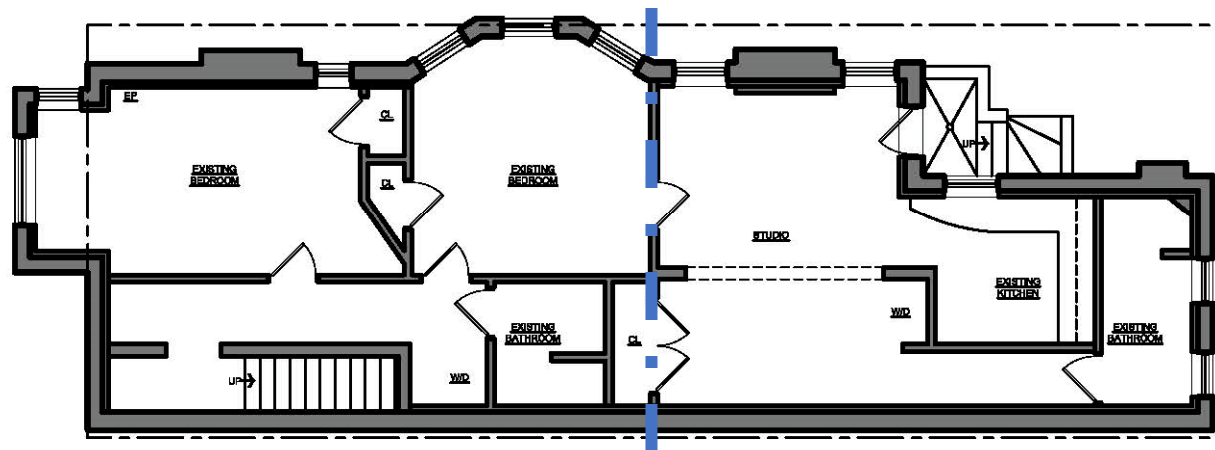 EP
CL
EXISTING
BEDROOM
CL
EXISTING
BEDROOM
UP
STUDIO
EXISTING
KITCHEN
W/D
EXISTING
BATHROOM
CL
EXISTING
BATHROOM
UP
W/D